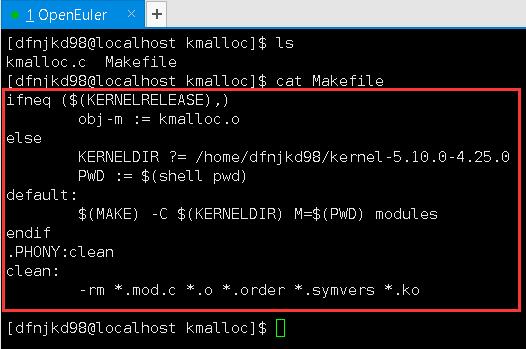 1 OpenEuler × +
[dfnjkd98@localhost kmalloc]$ ls
kmalloc.c  Makefile
[dfnjkd98@localhost kmalloc]$ cat Makefile
ifneq ($(KERNELRELEASE),)
        obj-m := kmalloc.o
else
        KERNELDIR ?= /home/dfnjkd98/kernel-5.10.0-4.25.0
        PWD := $(shell pwd)
default:
        $(MAKE) -C $(KERNELDIR) M=$(PWD) modules
endif
.PHONY:clean
clean:
        -rm *.mod.c *.o *.order *.symvers *.ko
[dfnjkd98@localhost kmalloc]$